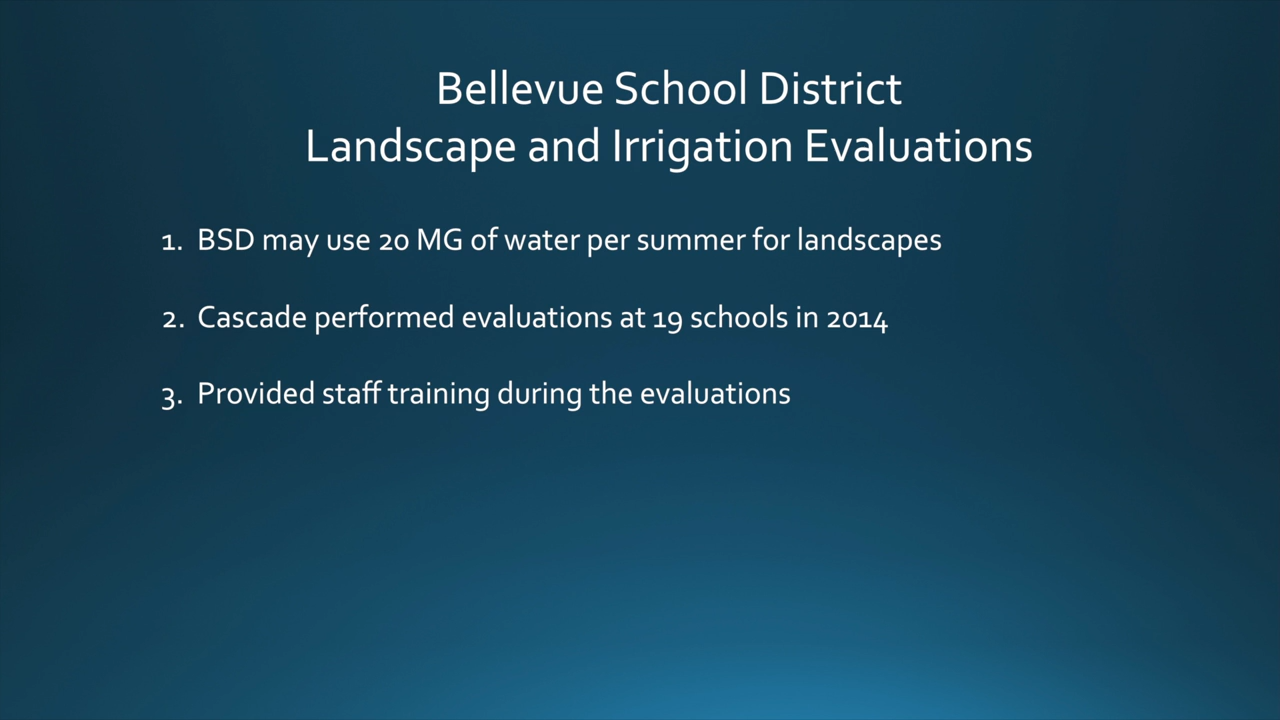 Bellevue School District
Landscape and Irrigation Evaluations
1. BSD may use 20 MG of water per summer for landscapes
2. Cascade performed evaluations at 19 schools in 2014
3. Provided staff training during the evaluations